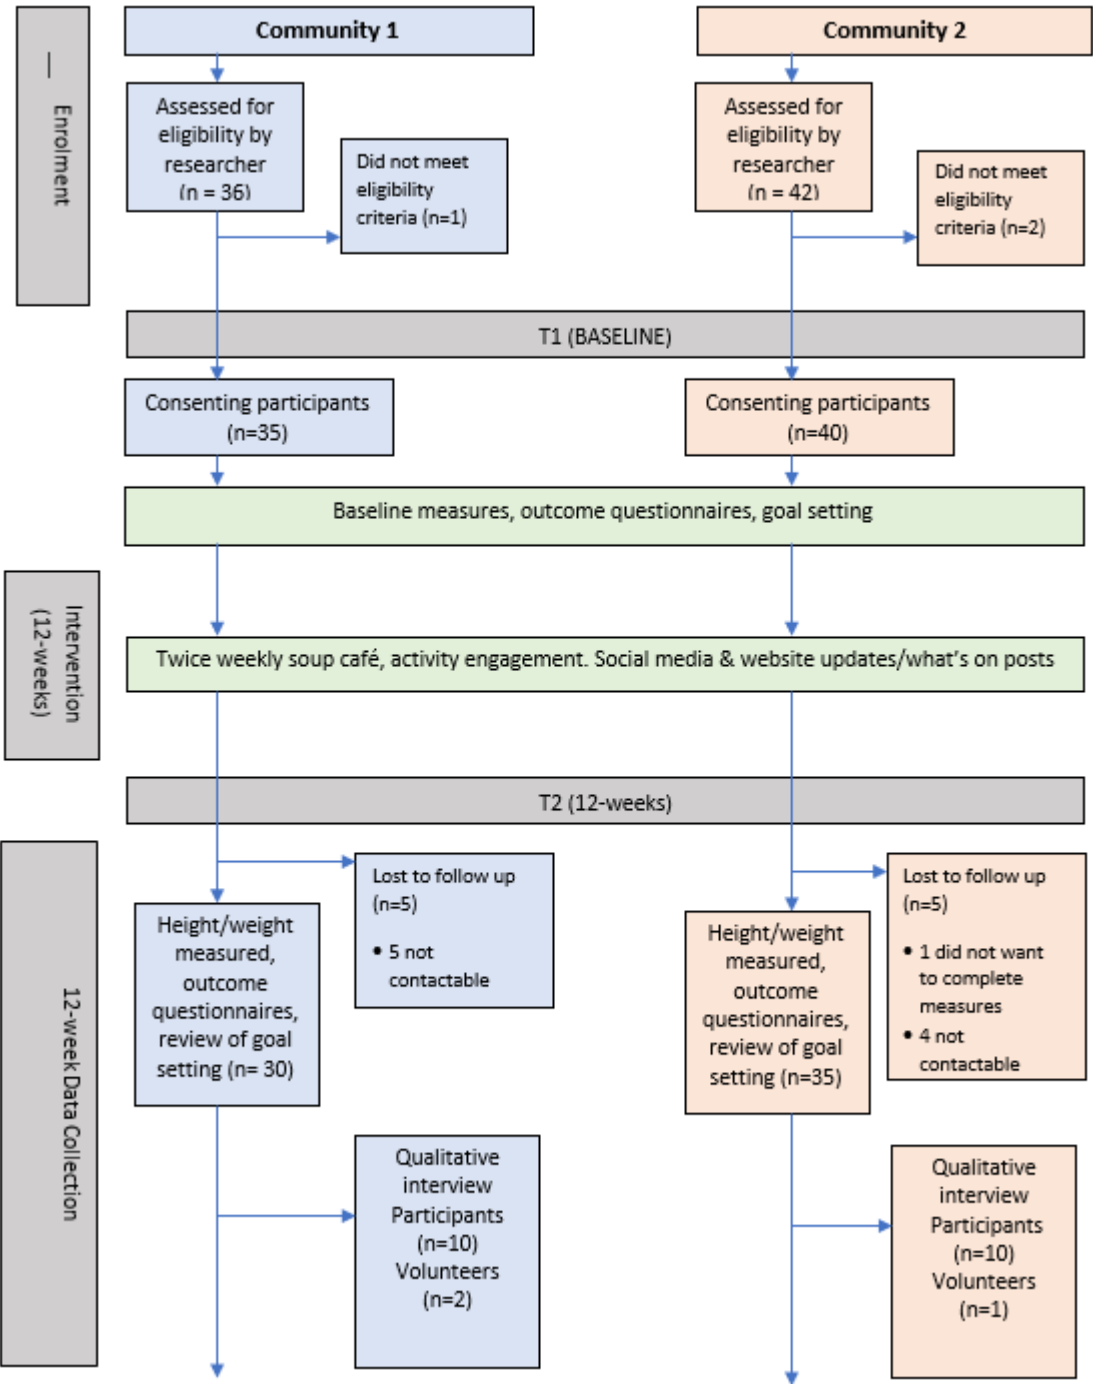 Community 1
Community 2
Enrolment
Assessed for
eligibility by
researcher
(n = 36)
Did not meet
eligibility
criteria (n=1)
Assessed for
eligibility by
researcher
(n = 42)
Did not meet
eligibility
criteria (n=2)
T1 (BASELINE)
Consenting participants
(n=35)
Consenting participants
(n=40)
Baseline measures, outcome questionnaires, goal setting
Intervention
(12-weeks)
Twice weekly soup café, activity engagement. Social media & website updates/what’s on posts
T2 (12-weeks)
12-week Data Collection
Lost to follow up
(n=5)
• 5 not
contactable
Height/weight
measured,
outcome
questionnaires,
review of goal
setting (n= 30)
Lost to follow up
(n=5)
• 1 did not want
to complete
measures
• 4 not
contactable
Height/weight
measured,
outcome
questionnaires,
review of goal
setting (n=35)
Qualitative
interview
Participants
(n=10)
Volunteers
(n=2)
Qualitative
interview
Participants
(n=10)
Volunteers
(n=1)